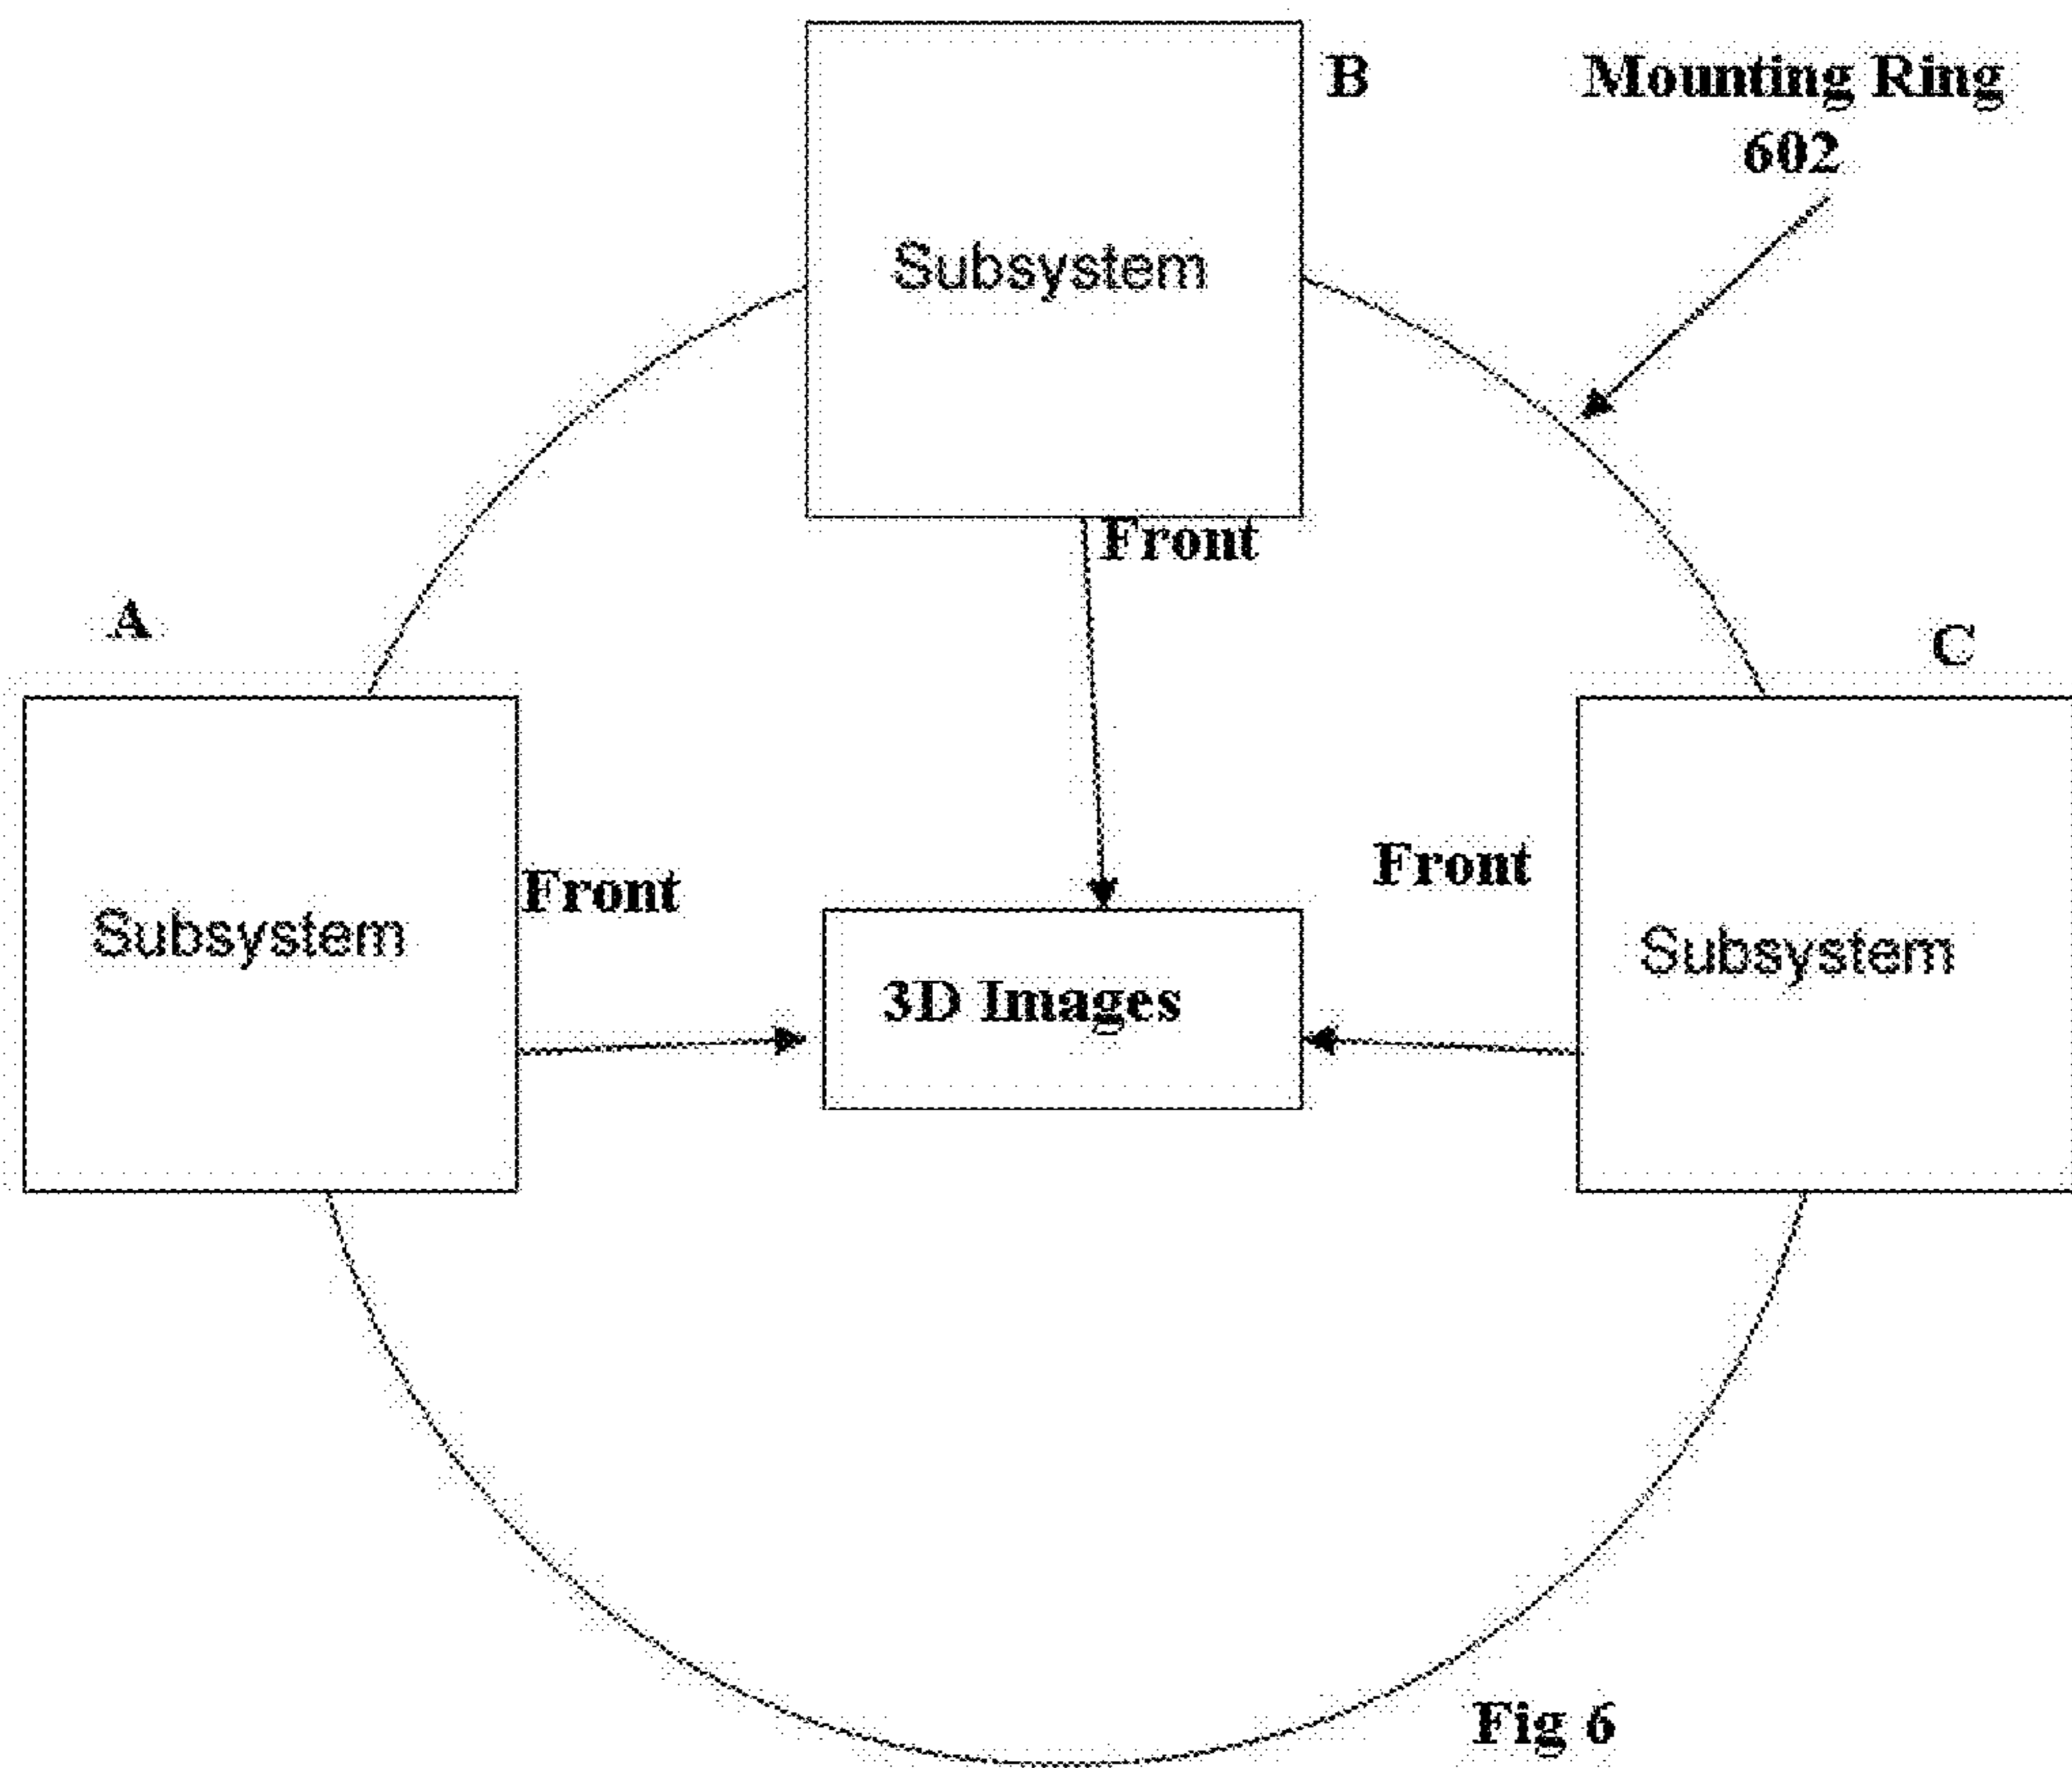 B
Mounting Ring
602
Subsystem
Front
A
C
Front
Front
Subsystem
Subsystem
3D Images
Fig 6